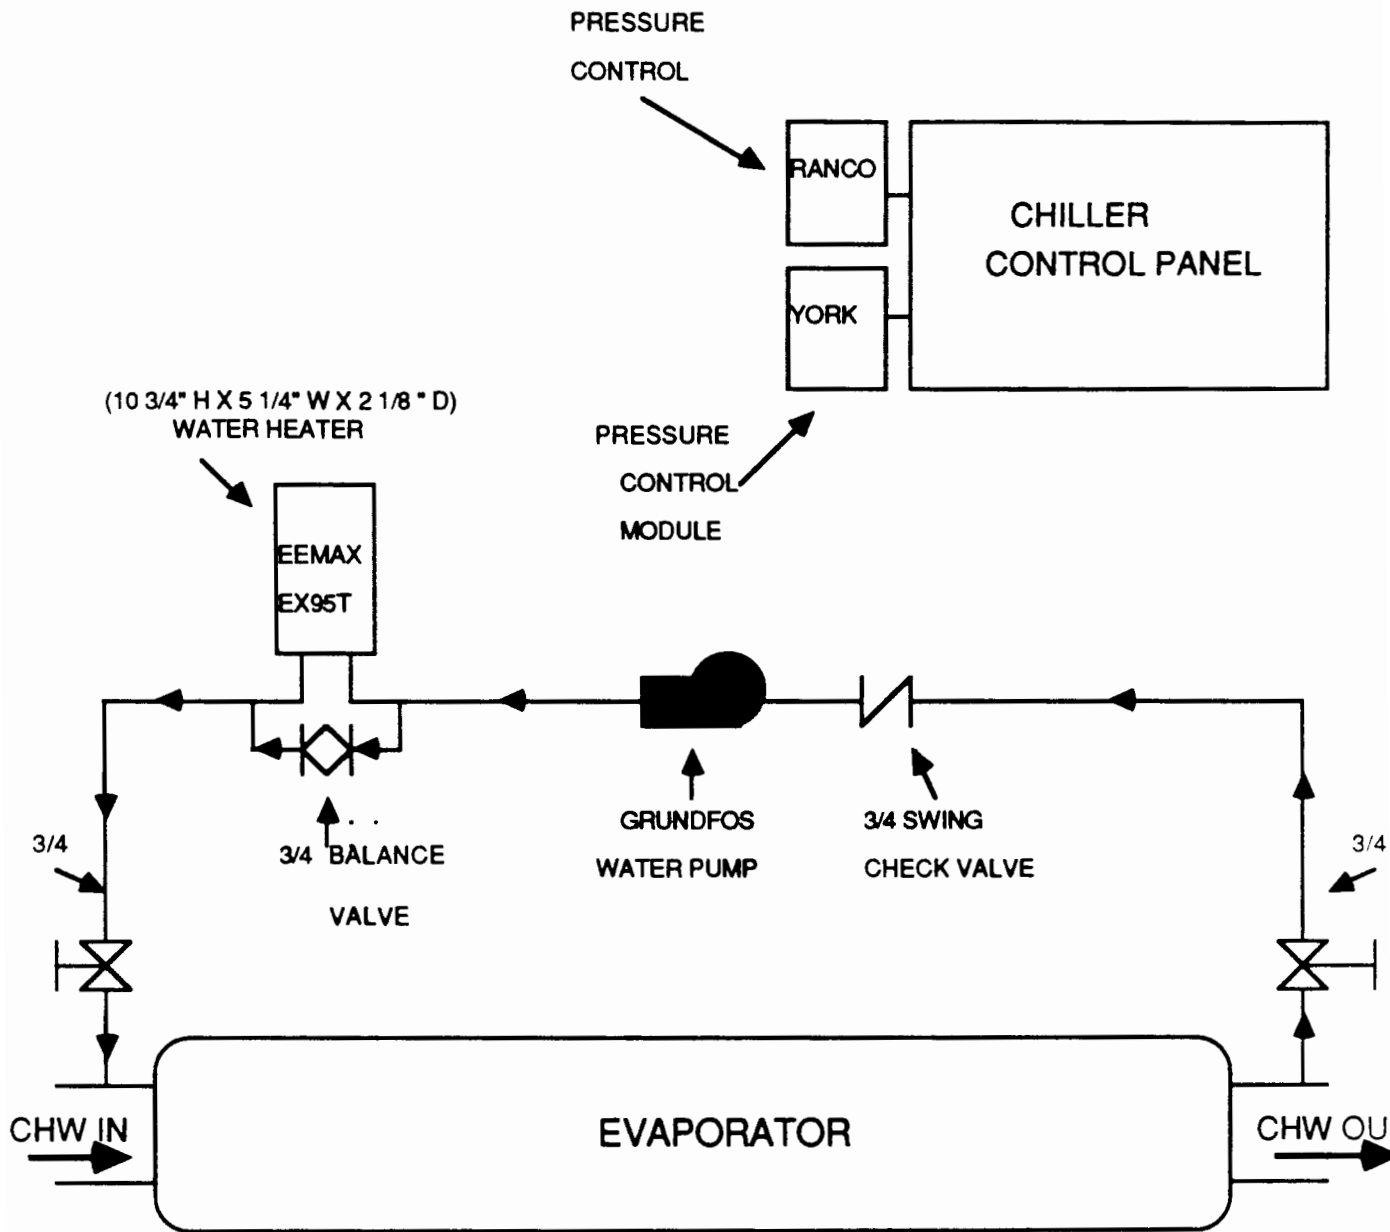 PRESSURE
CONTROL
RANCO
CHILLER
CONTROL PANEL
YORK
(10 3/4" H X 5 1/4" W X 2 1/8 " D)
WATER HEATER
PRESSURE
CONTROL
MODULE
EEMAX
EX95T
3/4
3/4 BALANCE
VALVE
GRUNDFOS
WATER PUMP
3/4 SWING
CHECK VALVE
3/4
CHW IN
EVAPORATOR
CHW OU